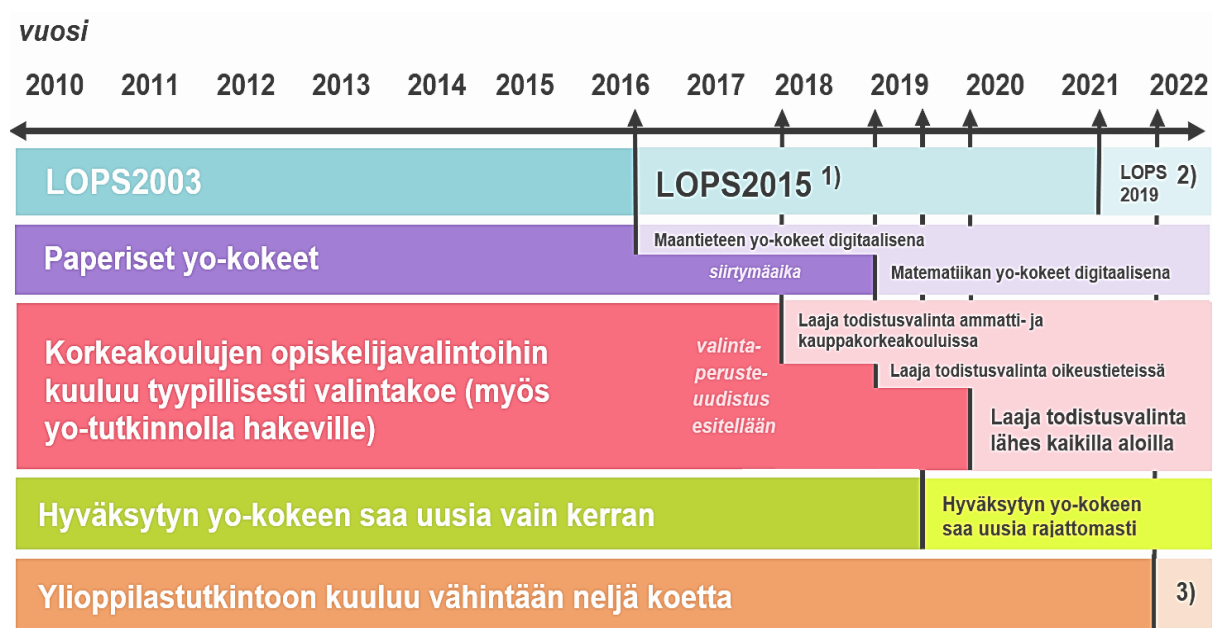 vuosi
2010 2011 2012 2013 2014 2015 2016 2017 2018 2019 2020 2021 2022
LOPS2003
LOPS2015 1)
LOPS 2)
2019
Paperiset yo-kokeet
Maantieteen yo-kokeet digitaalisena
siirtymäaika
Matematiikan yo-kokeet digitaalisena
Korkeakoulujen opiskelijavalintoihin
kuuluu tyypillisesti valintakoe (myös
yo-tutkinnolla hakeville)
valinta-
peruste-
uudistus
esitellään
Laaja todistusvalinta ammatti- ja
kauppakorkeakouluissa
Laaja todistusvalinta oikeustieteissä
Laaja todistusvalinta
lähes kaikilla aloilla
Hyväksytyn yo-kokeen saa uusia vain kerran
Hyväksytyn yo-kokeen
saa uusia rajattomasti
Ylioppilastutkintoon kuuluu vähintään neljä koetta
3)